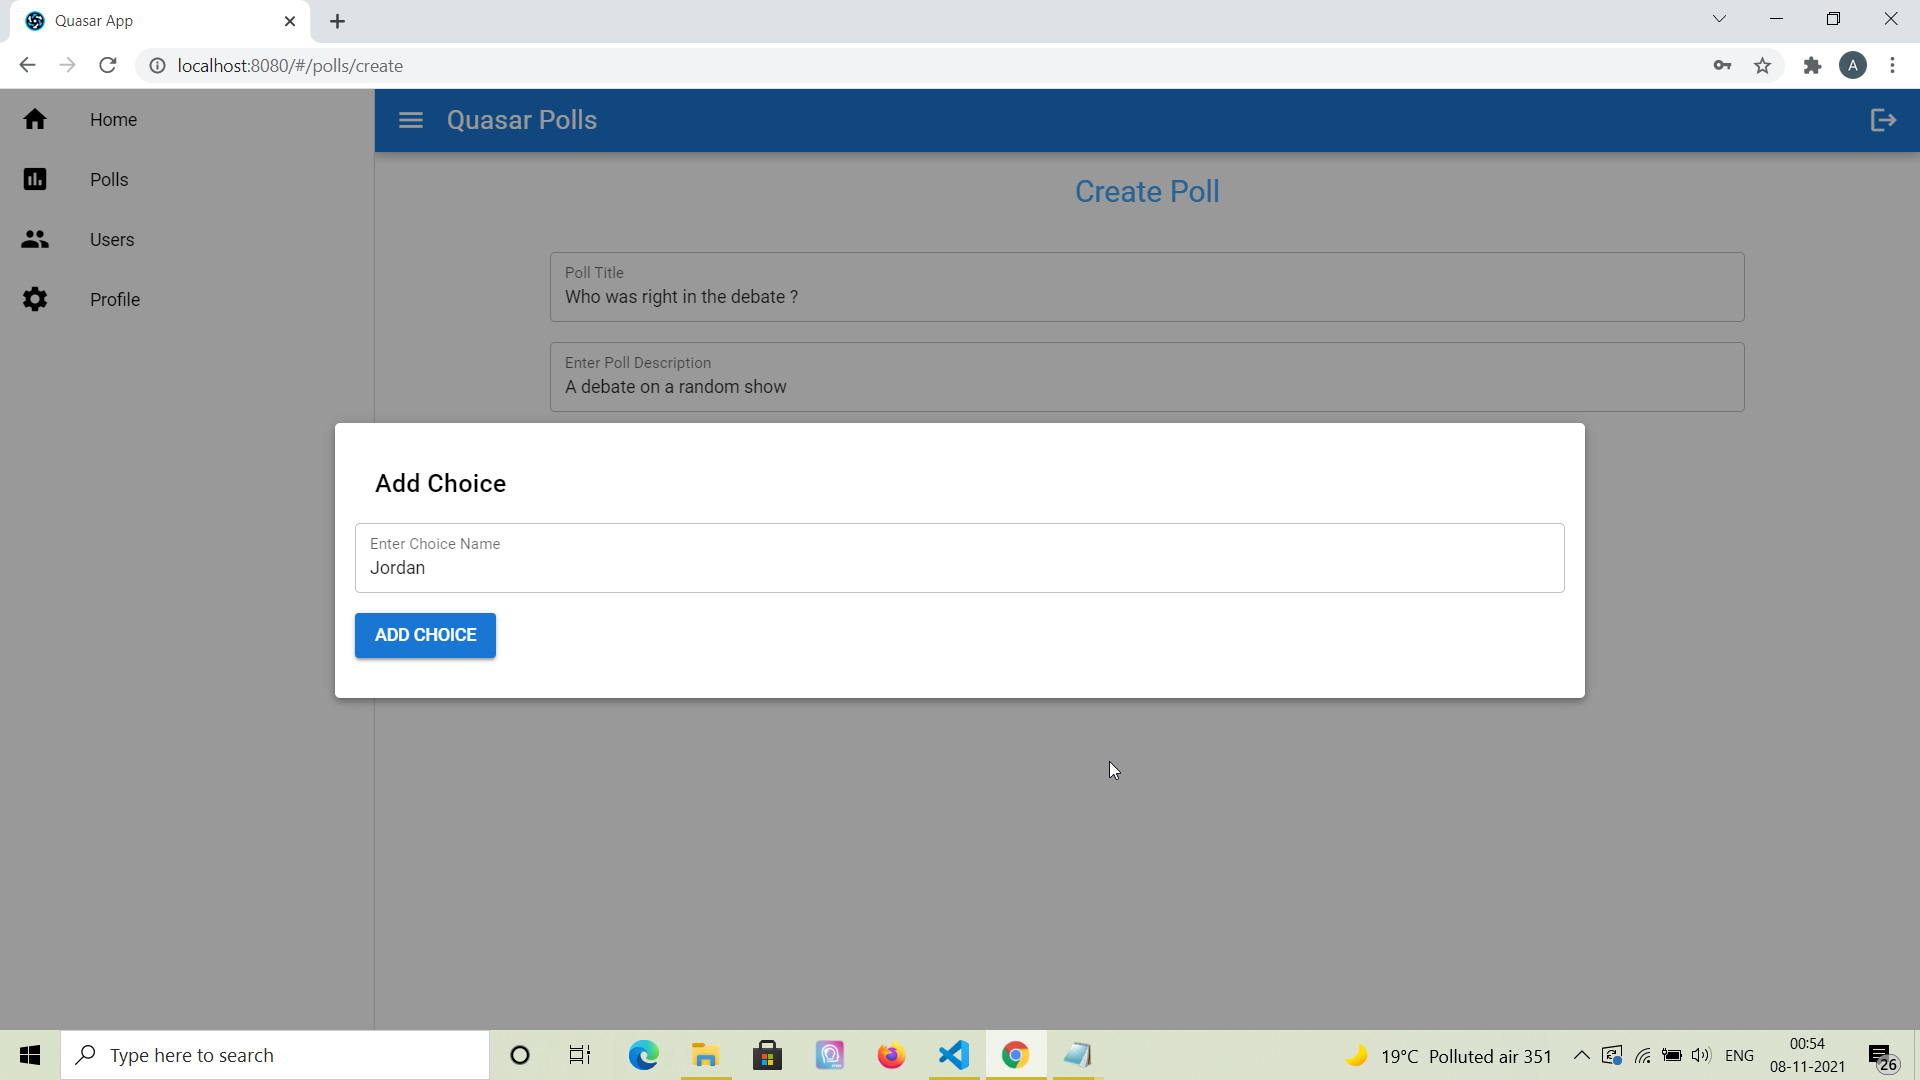 Quasar App
localhost:8080/#/polls/create
A
Home
Polls
Users
Profile
Quasar Polls
Create Poll
Poll Title
Who was right in the debate ?
Enter Poll Description
A debate on a random show
Add Choice
Enter Choice Name
Jordan
ADD CHOICE
Type here to search
19°C Polluted air 351
ENG
00:54
08-11-2021
26